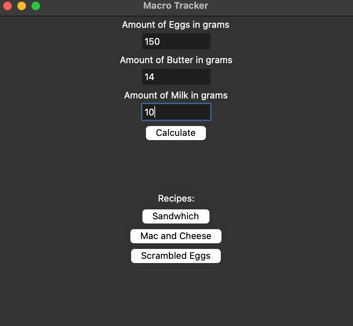 Macro Tracker
Amount of Eggs in grams
150
Amount of Butter in grams
14
Amount of Milk in grams
10
Calculate
Recipes:
Sandwhich
Mac and Cheese
Scrambled Eggs